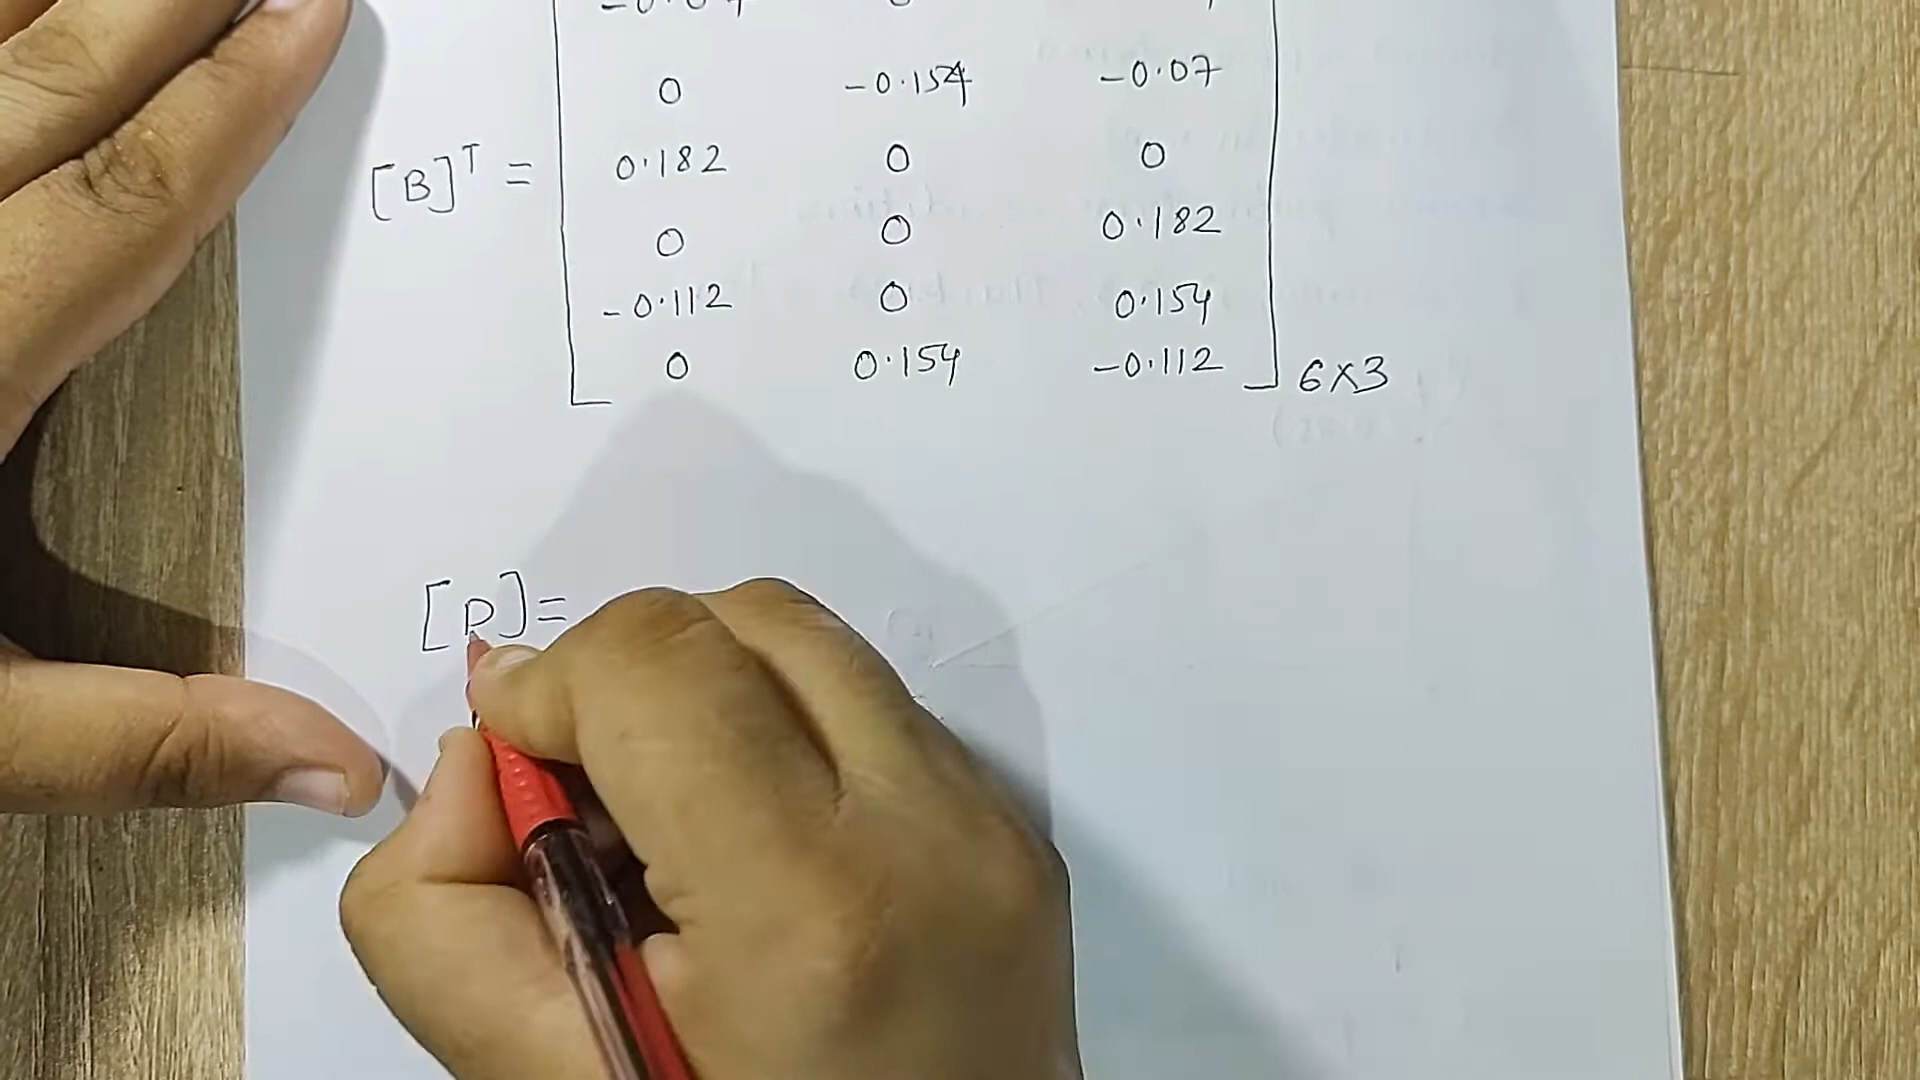 0 -0.154 -0.07
[B]ᵀ = 0.182 0 0
0 0 0.182
-0.112 0 0.154
0 0.154 -0.112 6×3
[D]=